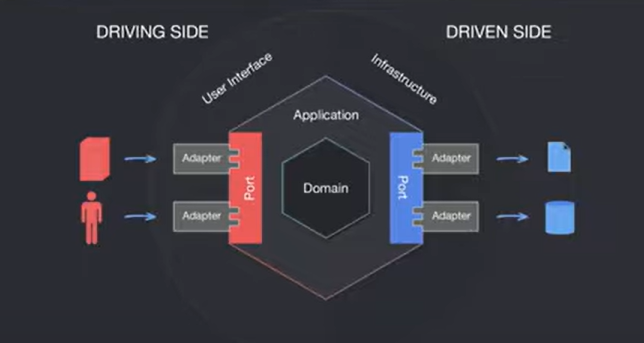 DRIVING SIDE
DRIVEN SIDE
User Interface
Infrastructure
Application
Adapter
Adapter
Port
Domain
Port
Adapter
Adapter